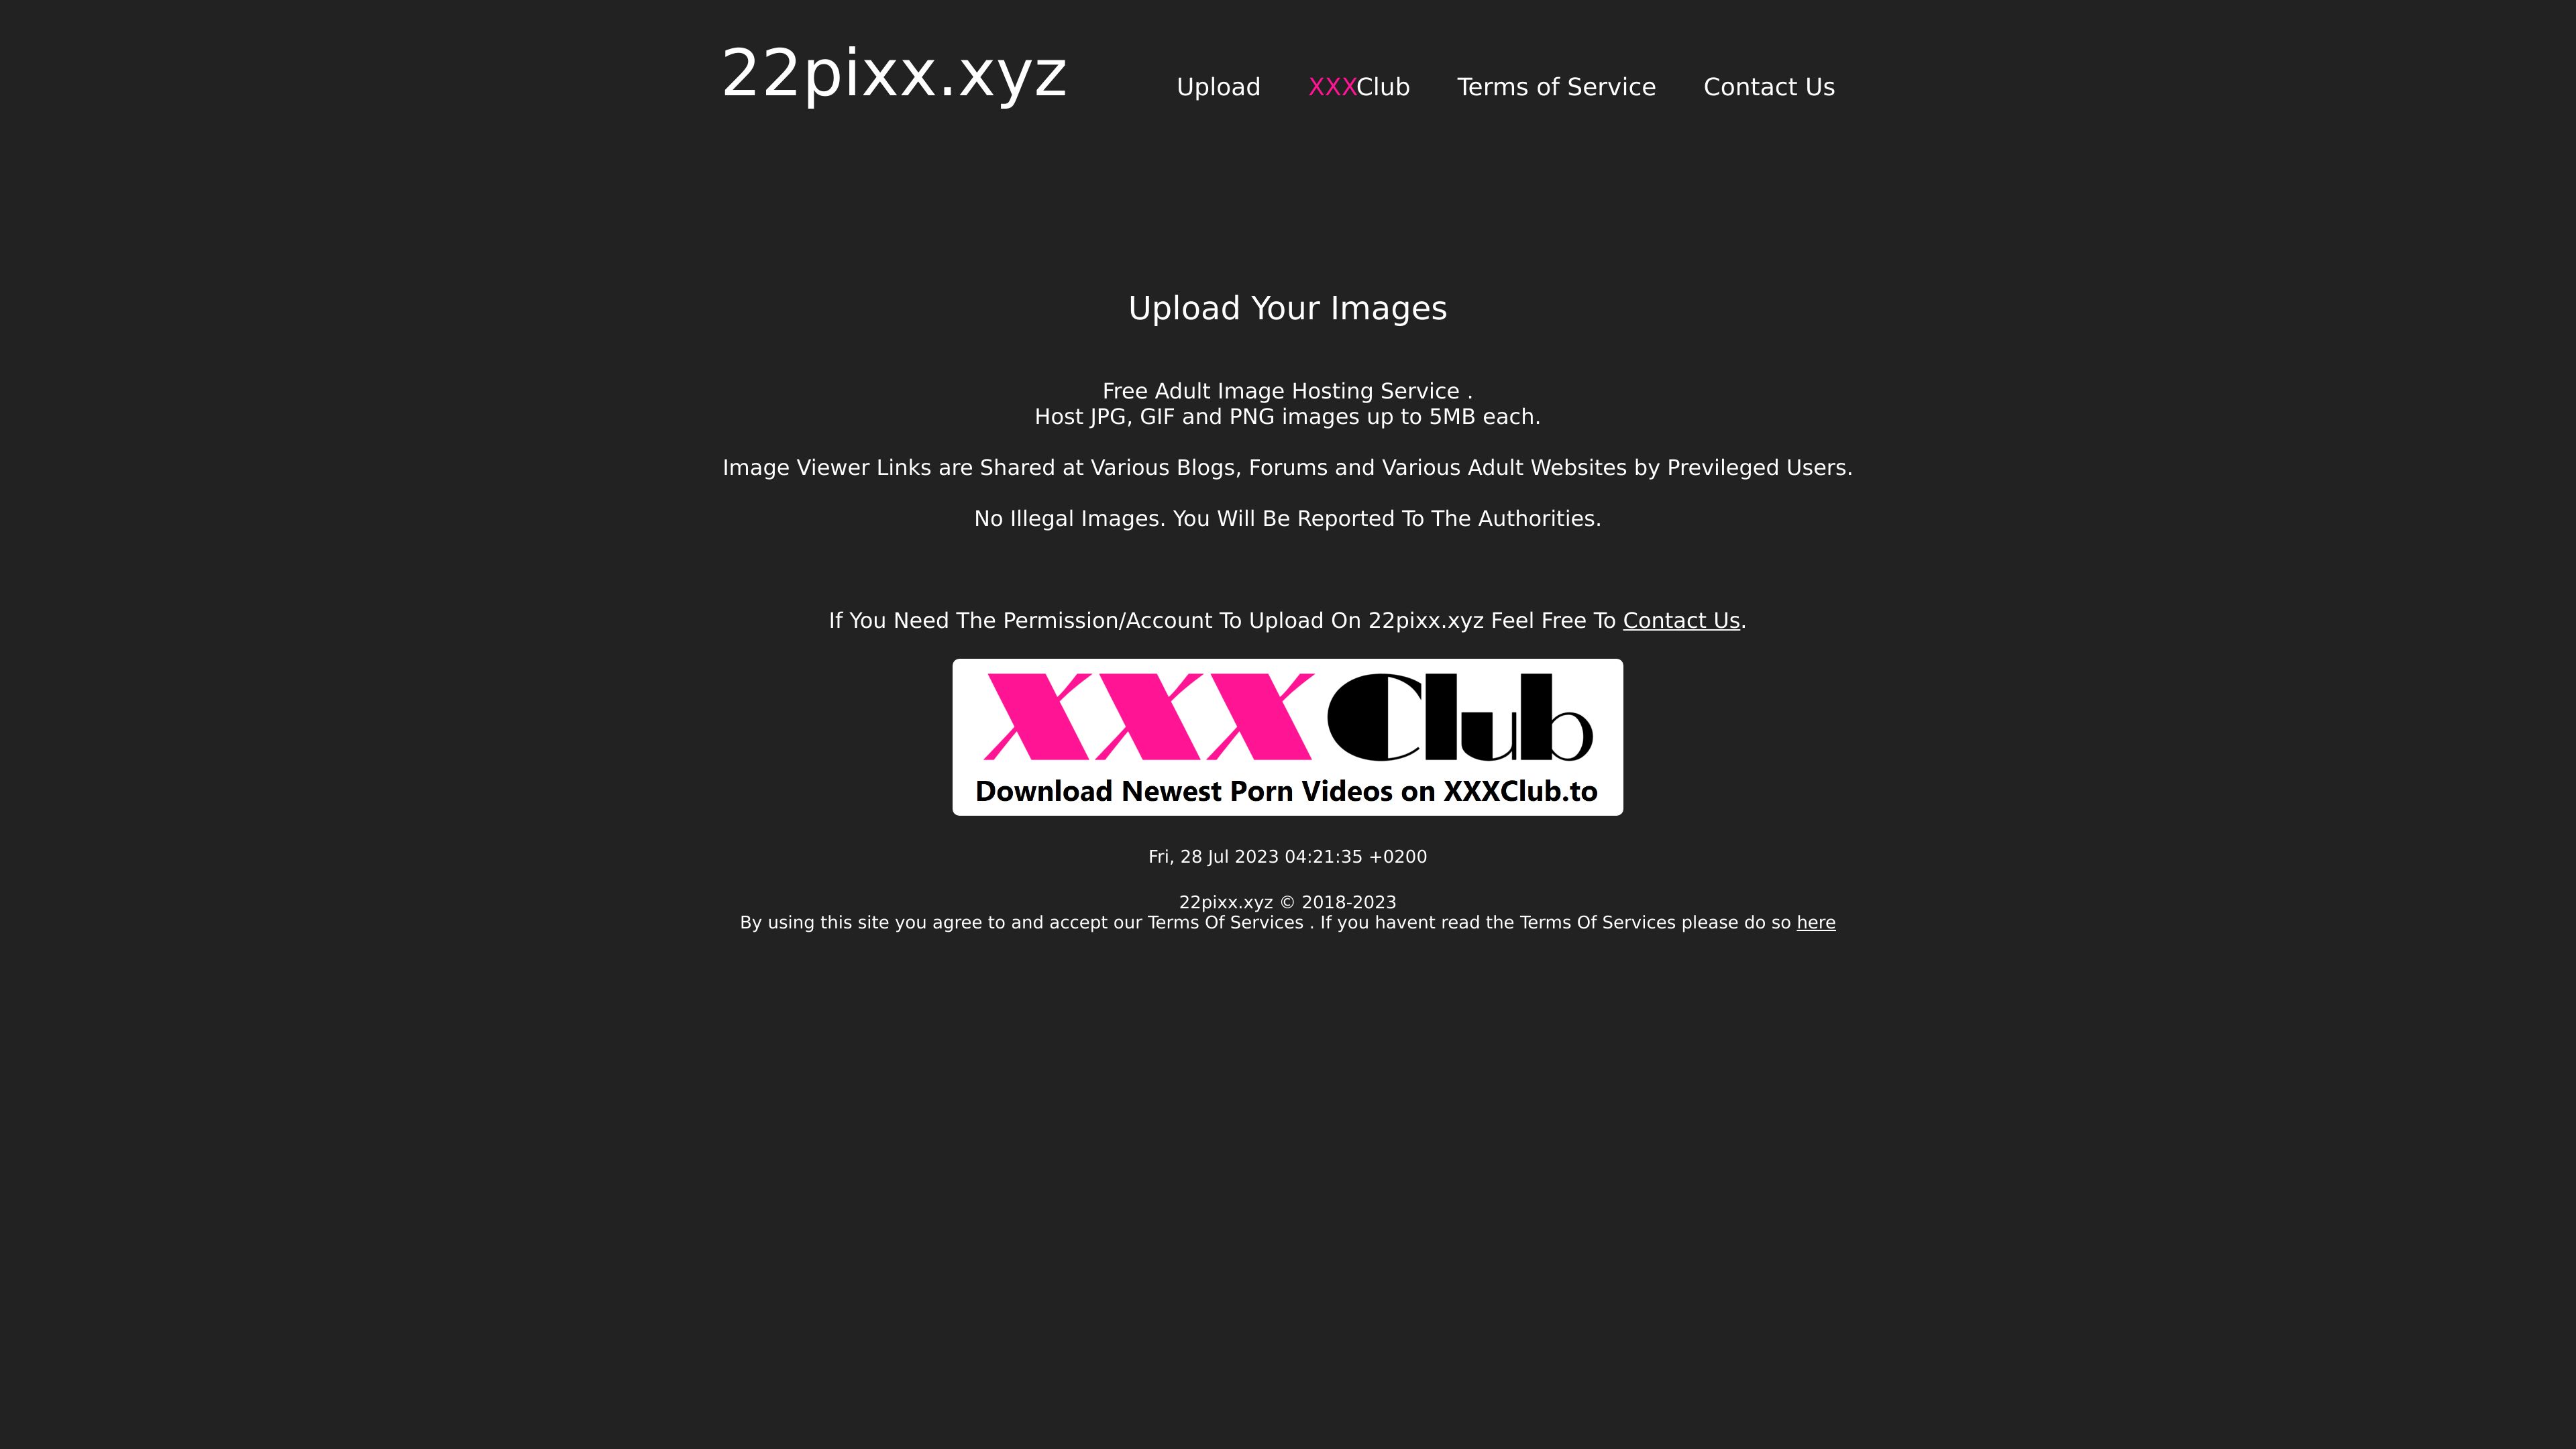 22pixx.xyz
Upload XXXClub Terms of Service Contact Us
Upload Your Images
Free Adult Image Hosting Service .
Host JPG, GIF and PNG images up to 5MB each.
Image Viewer Links are Shared at Various Blogs, Forums and Various Adult Websites by Previleged Users.
No Illegal Images. You Will Be Reported To The Authorities.
If You Need The Permission/Account To Upload On 22pixx.xyz Feel Free To Contact Us.
XXX Club
Download Newest Porn Videos on XXXClub.to
Fri, 28 Jul 2023 04:21:35 +0200
22pixx.xyz © 2018-2023
By using this site you agree to and accept our Terms Of Services . If you havent read the Terms Of Services please do so here